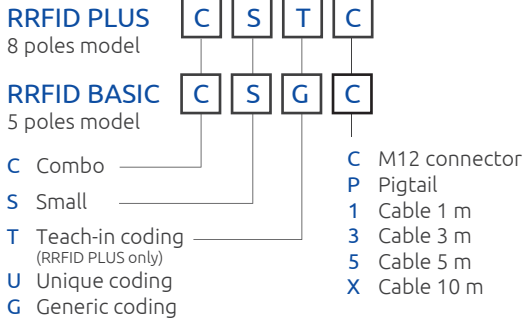 RRFID PLUS C S T C
8 poles model
RRFID BASIC C S G C
5 poles model
C Combo
S Small
T Teach-in coding
(RRFID PLUS only)
U Unique coding
G Generic coding
C M12 connector
P Pigtail
1 Cable 1 m
3 Cable 3 m
5 Cable 5 m
X Cable 10 m